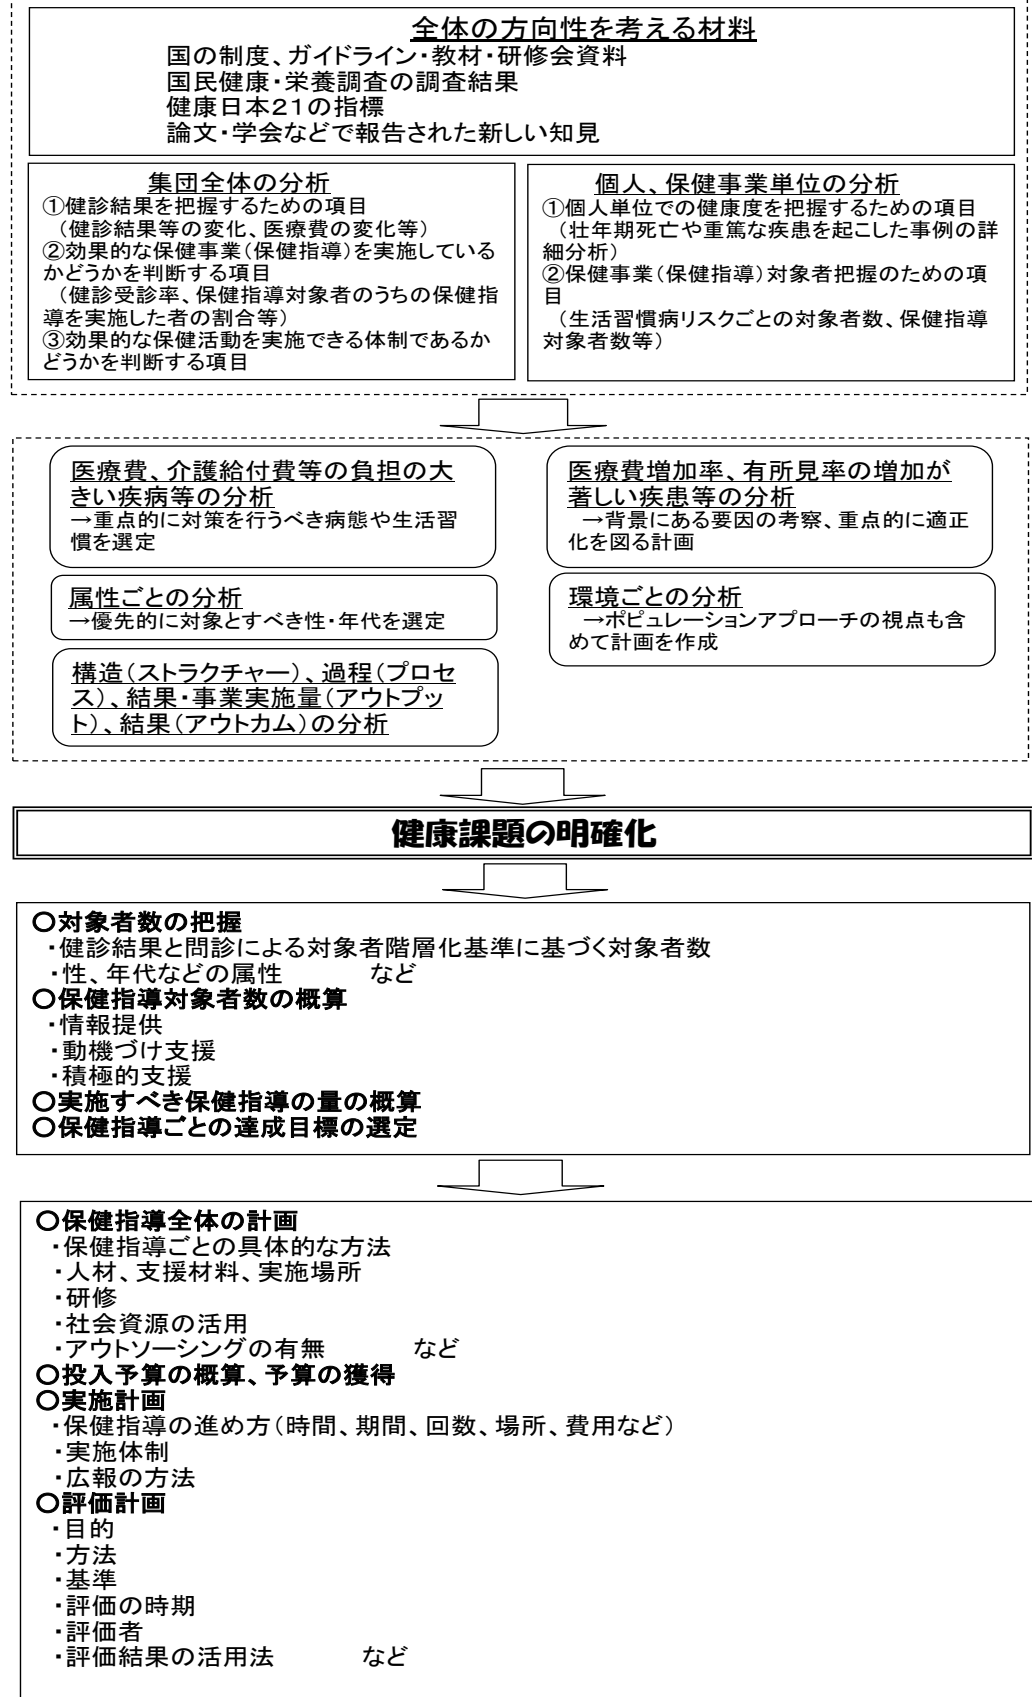 全体の方向性を考える材料
国の制度、ガイドライン・教材・研修会資料
国民健康・栄養調査の調査結果
健康日本21の指標
論文・学会などで報告された新しい知見
集団全体の分析
①健診結果を把握するための項目
（健診結果等の変化、医療費の変化等）
②効果的な保健事業（保健指導）を実施している
かどうかを判断する項目
（健診受診率、保健指導対象者のうちの保健指
導を実施した者の割合等）
③効果的な保健活動を実施できる体制であるか
どうかを判断する項目
個人、保健事業単位の分析
①個人単位での健康度を把握するための項目
（壮年期死亡や重篤な疾患を起こした事例の詳
細分析）
②保健事業（保健指導）対象者把握のための項
目
（生活習慣病リスクごとの対象者数、保健指導
対象者数等）
医療費、介護給付費等の負担の大
きい疾病等の分析
→重点的に対策を行うべき病態や生活習
慣を選定
医療費増加率、有所見率の増加が
著しい疾患等の分析
→背景にある要因の考察、重点的に適正
化を図る計画
属性ごとの分析
→優先的に対象とすべき性・年代を選定
環境ごとの分析
→ポピュレーションアプローチの視点も含
めて計画を作成
構造（ストラクチャー）、過程（プロセ
ス）、結果・事業実施量（アウトプッ
ト）、結果（アウトカム）の分析
健康課題の明確化
○対象者数の把握
・健診結果と問診による対象者階層化基準に基づく対象者数
・性、年代などの属性　　　など
○保健指導対象者数の概算
・情報提供
・動機づけ支援
・積極的支援
○実施すべき保健指導の量の概算
○保健指導ごとの達成目標の選定
○保健指導全体の計画
・保健指導ごとの具体的な方法
・人材、支援材料、実施場所
・研修
・社会資源の活用
・アウトソーシングの有無　　　など
○投入予算の概算、予算の獲得
○実施計画
・保健指導の進め方（時間、期間、回数、場所、費用など）
・実施体制
・広報の方法
○評価計画
・目的
・方法
・基準
・評価の時期
・評価者
・評価結果の活用法　　　など